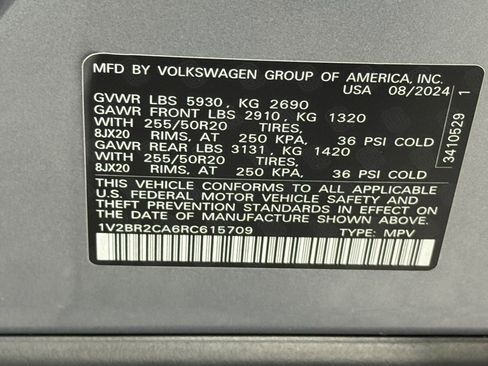 MFD BY VOLKSWAGEN GROUP OF AMERICA, INC.
USA 08/2024
GVWR LBS 5930, KG 2690
GAWR FRONT LBS 2910, KG 1320
WITH 255/50R20 TIRES,
8JX20 RIMS, AT 250 KPA, 36 PSI COLD
GAWR REAR LBS 3131, KG 1420
WITH 255/50R20 TIRES,
8JX20 RIMS, AT 250 KPA, 36 PSI COLD
THIS VEHICLE CONFORMS TO ALL APPLICABLE
U.S. FEDERAL MOTOR VEHICLE SAFETY AND
THEFT PREVENTION STANDARDS IN EFFECT ON
THE DATE OF MANUFACTURE SHOWN ABOVE.
1V2BR2CA6RC615709 TYPE: MPV
3410529 1